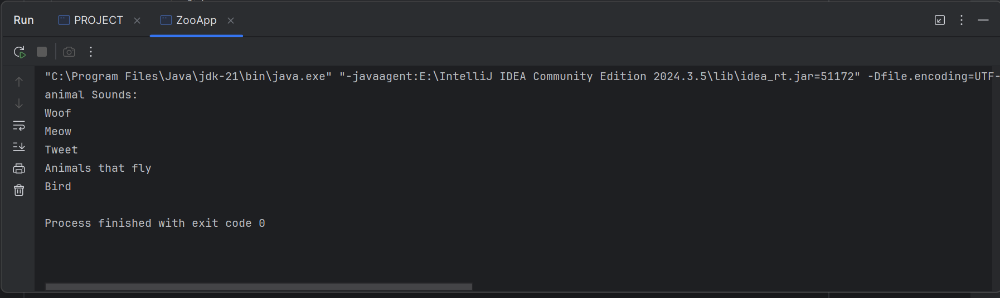 Run PROJECT ZooApp
"C:\Program Files\Java\jdk-21\bin\java.exe" "-javaagent:E:\IntelliJ IDEA Community Edition 2024.3.5\lib\idea_rt.jar=51172" -Dfile.encoding=UTF-
animal Sounds:
Woof
Meow
Tweet
Animals that fly
Bird
Process finished with exit code 0